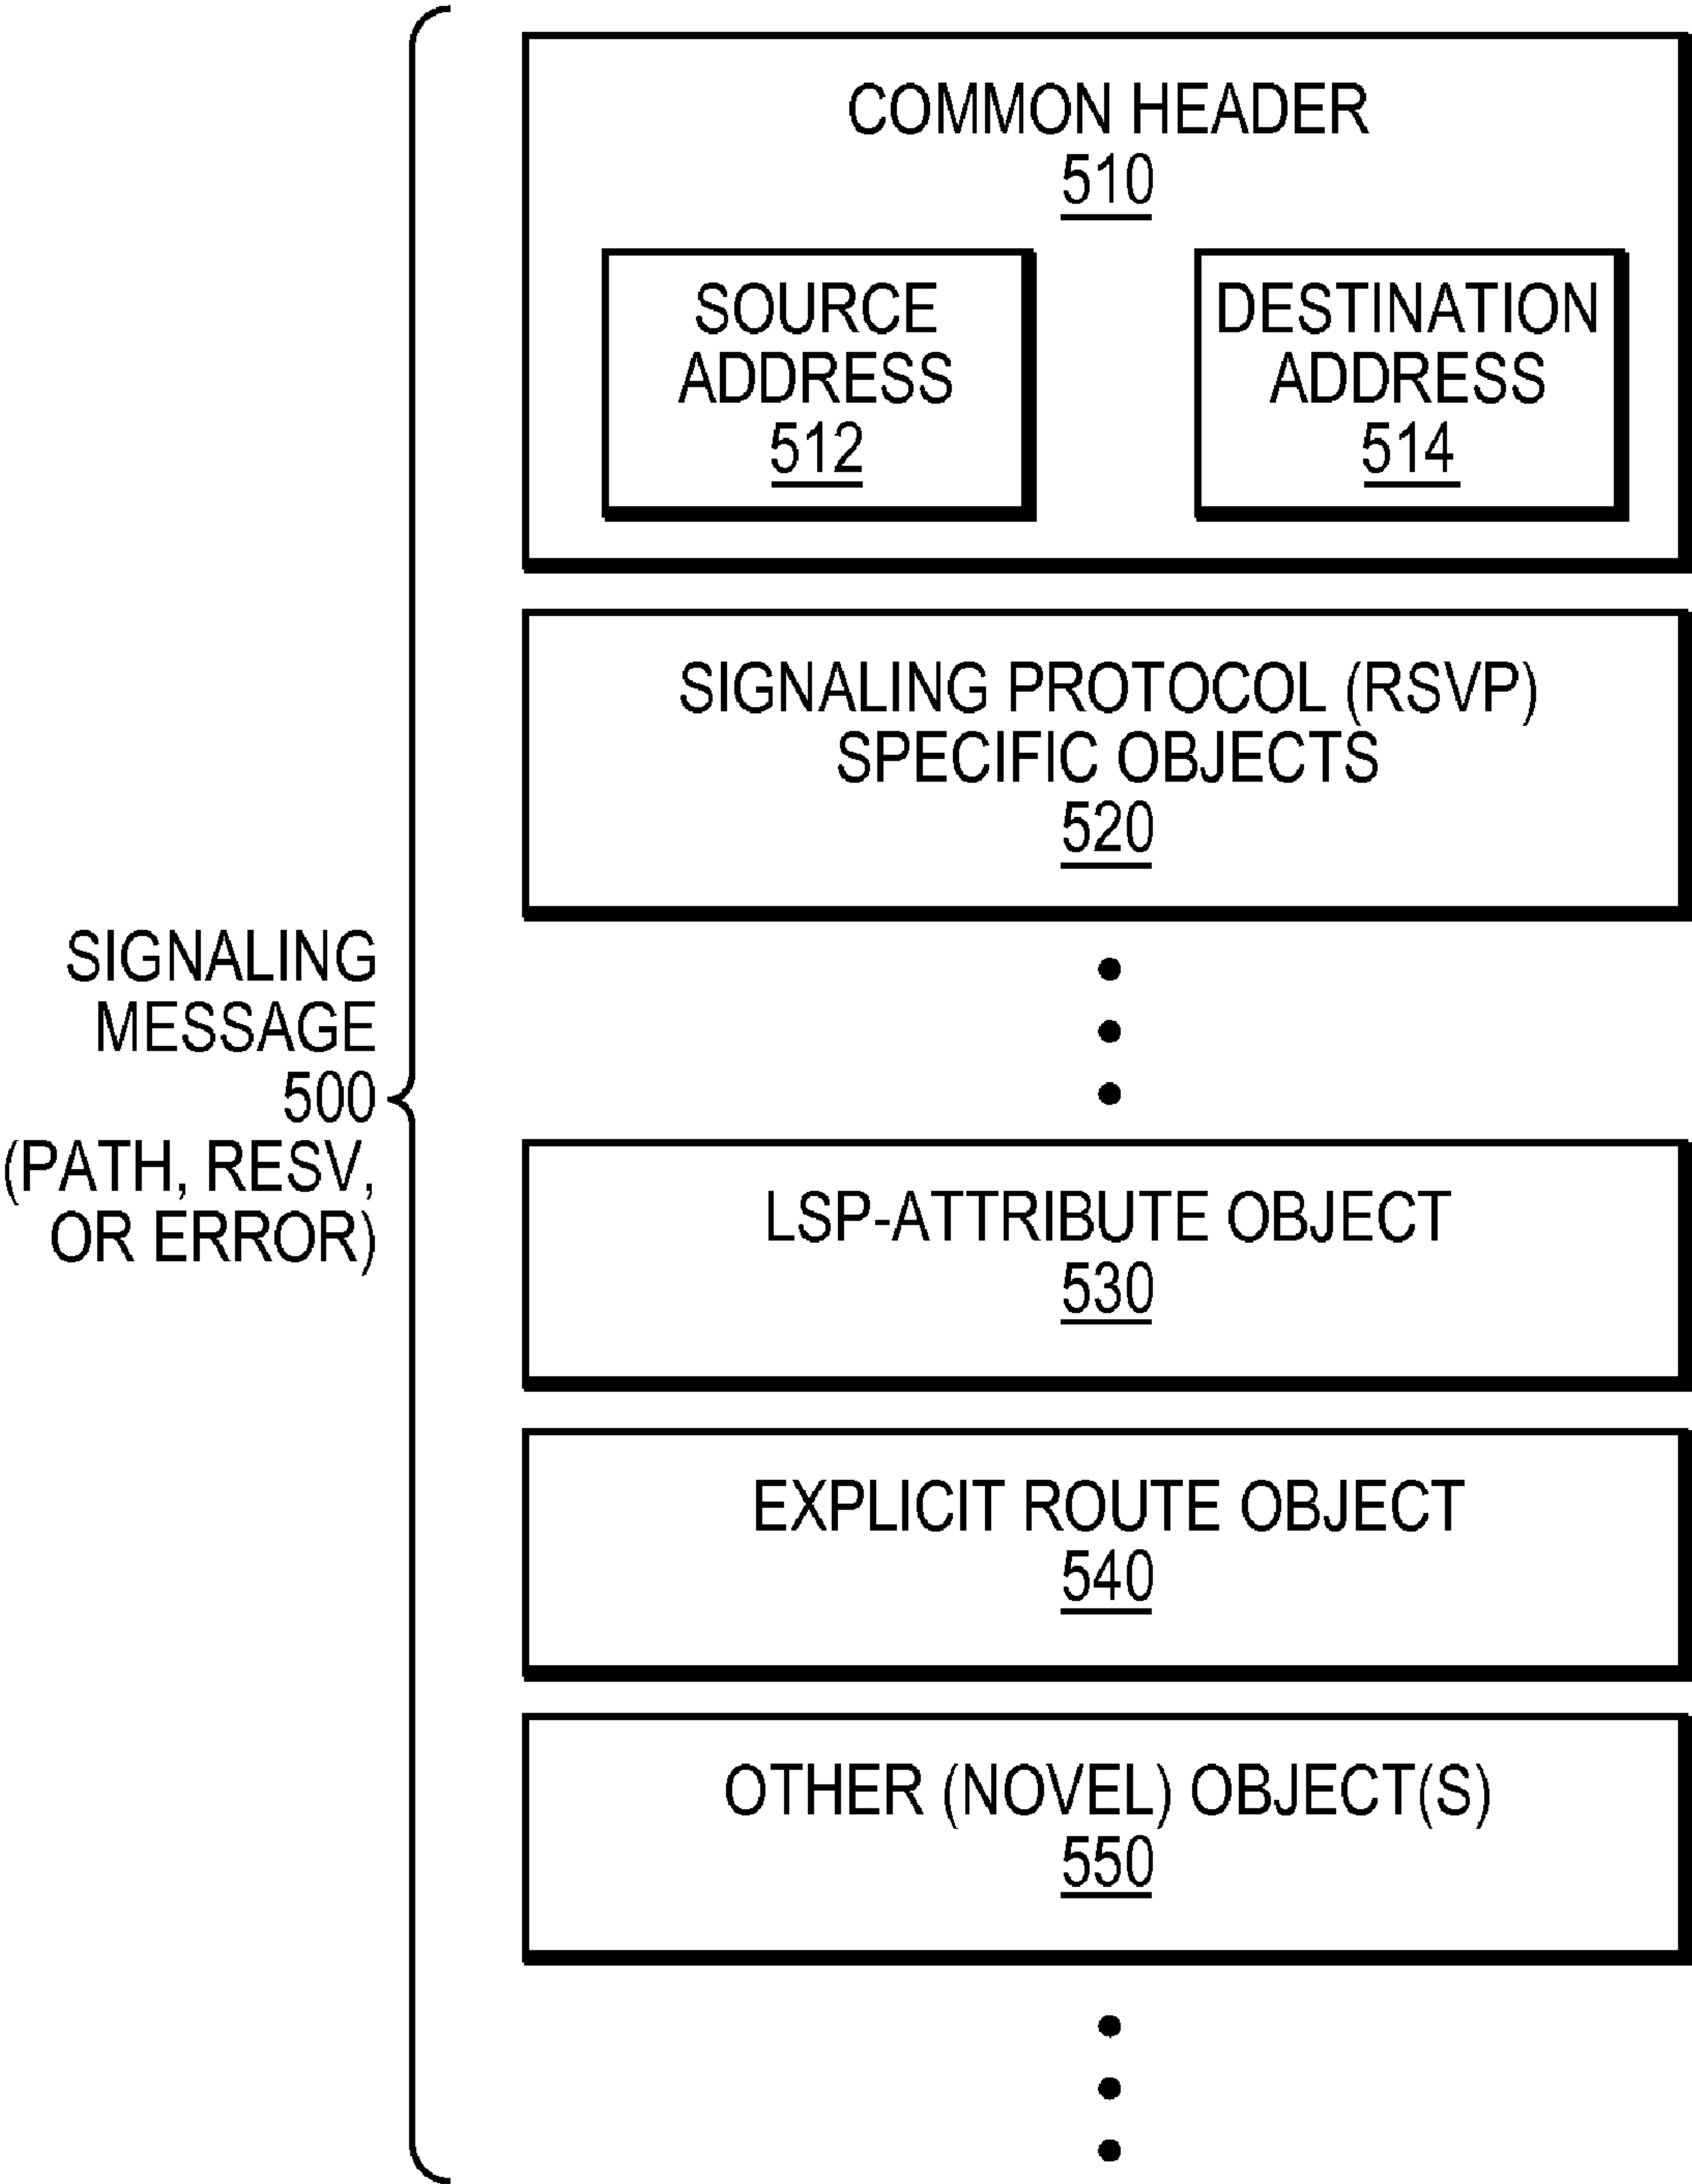 COMMON HEADER
510
SOURCE
ADDRESS
512
DESTINATION
ADDRESS
514
SIGNALING PROTOCOL (RSVP)
SPECIFIC OBJECTS
520
SIGNALING
MESSAGE
500
(PATH, RESV,
OR ERROR)
LSP-ATTRIBUTE OBJECT
530
EXPLICIT ROUTE OBJECT
540
OTHER (NOVEL) OBJECT(S)
550